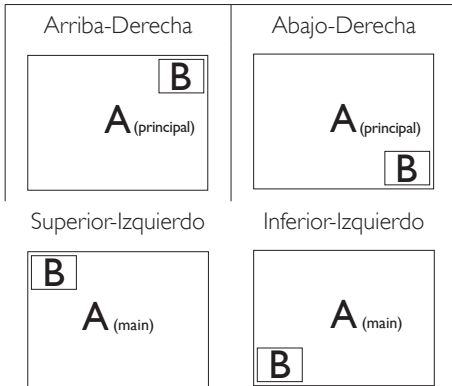 Arriba-Derecha
B
A (principal)
Abajo-Derecha
A (principal)
B
Superior-Izquierdo
B
A (main)
Inferior-Izquierdo
A (main)
B